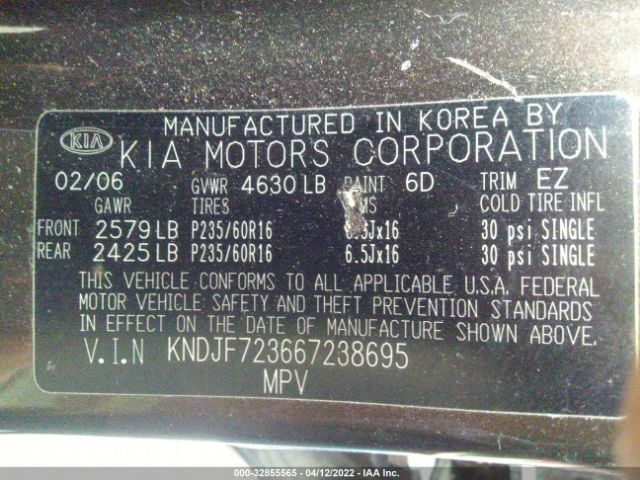 MANUFACTURED IN KOREA BY
KIA KIA MOTORS CORPORATION
02/06 GVWR 4630 LB PAINT 6D TRIM EZ
GAWR TIRES COLD TIRE INFL
FRONT 2579 LB P235/60R16 6.5Jx16 30 psi SINGLE
REAR 2425 LB P235/60R16 6.5Jx16 30 psi SINGLE
THIS VEHICLE CONFORMS TO ALL APPLICABLE U.S.A. FEDERAL
MOTOR VEHICLE SAFETY AND THEFT PREVENTION STANDARDS
IN EFFECT ON THE DATE OF MANUFACTURE SHOWN ABOVE.
V.I.N KNDJF723667238695
MPV
000-32855565 - 04/12/2022 - IAA Inc.